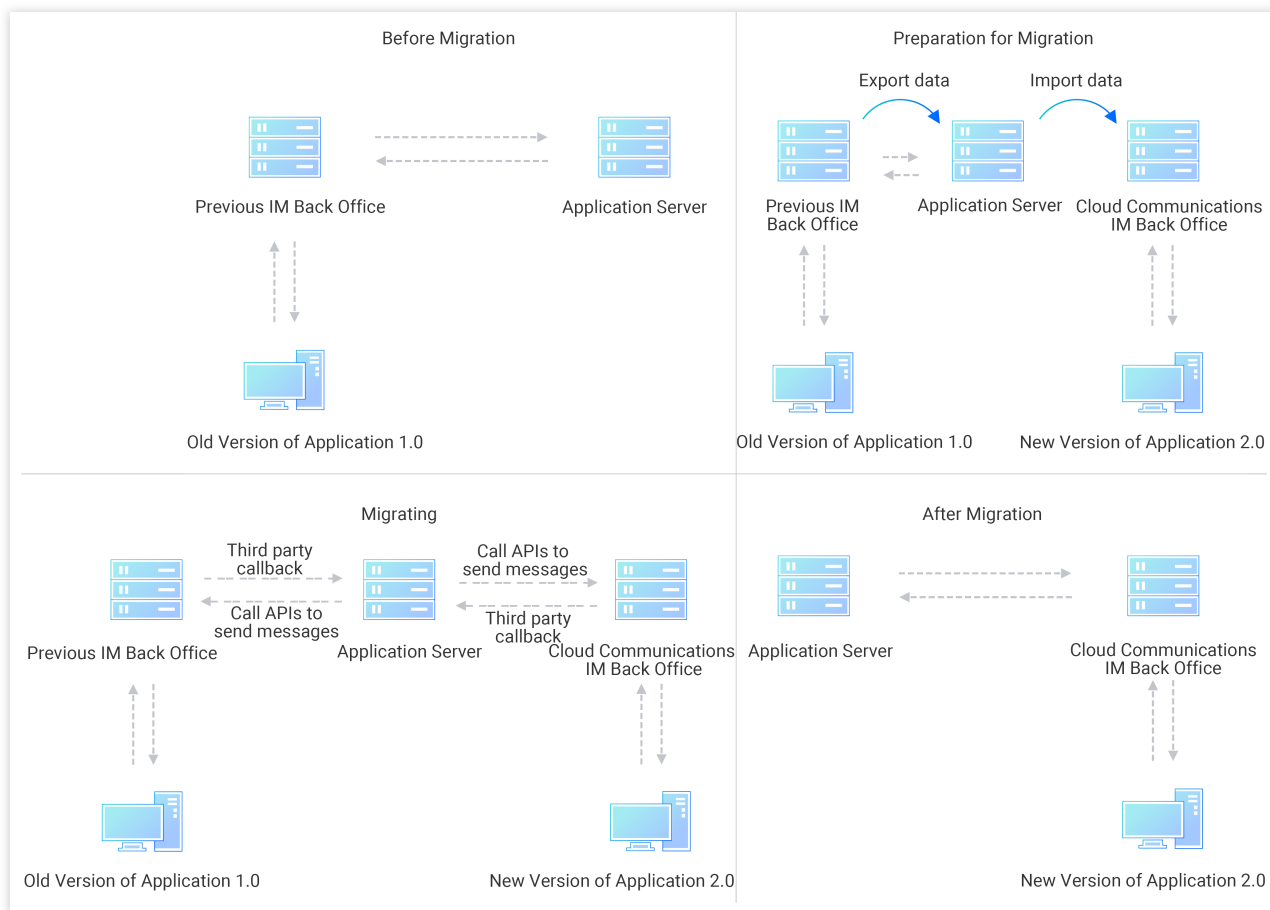 Before Migration
Previous IM Back Office
Application Server
Old Version of Application 1.0
Preparation for Migration
Export data
Import data
Previous IM
Back Office
Application Server
Cloud Communications
IM Back Office
Old Version of Application 1.0
New Version of Application 2.0
Migrating
Third party
callback
Call APIs to
send messages
Call APIs to
send messages
Third party
callback
Previous IM Back Office
Application Server
Cloud Communications
IM Back Office
Old Version of Application 1.0
New Version of Application 2.0
After Migration
Application Server
Cloud Communications
IM Back Office
New Version of Application 2.0